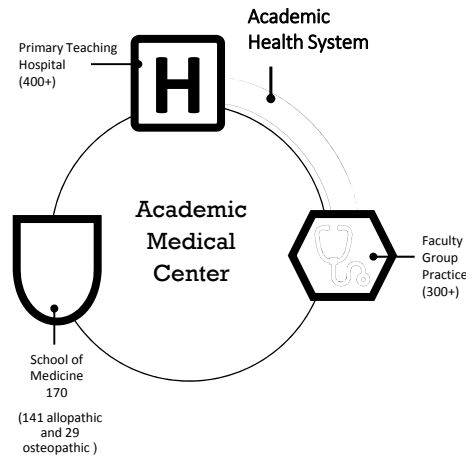 Academic
Health System
Primary Teaching
Hospital
(400+)
H
Academic
Medical
Center
Faculty
Group
Practice
(300+)
School of
Medicine
170
(141 allopathic
and 29
osteopathic )